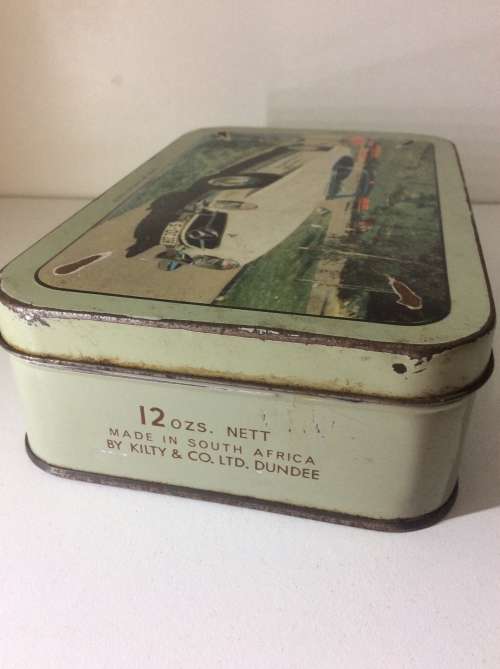 12 OZS. NETT
MADE IN SOUTH AFRICA
BY KILTY & CO. LTD. DUNDEE